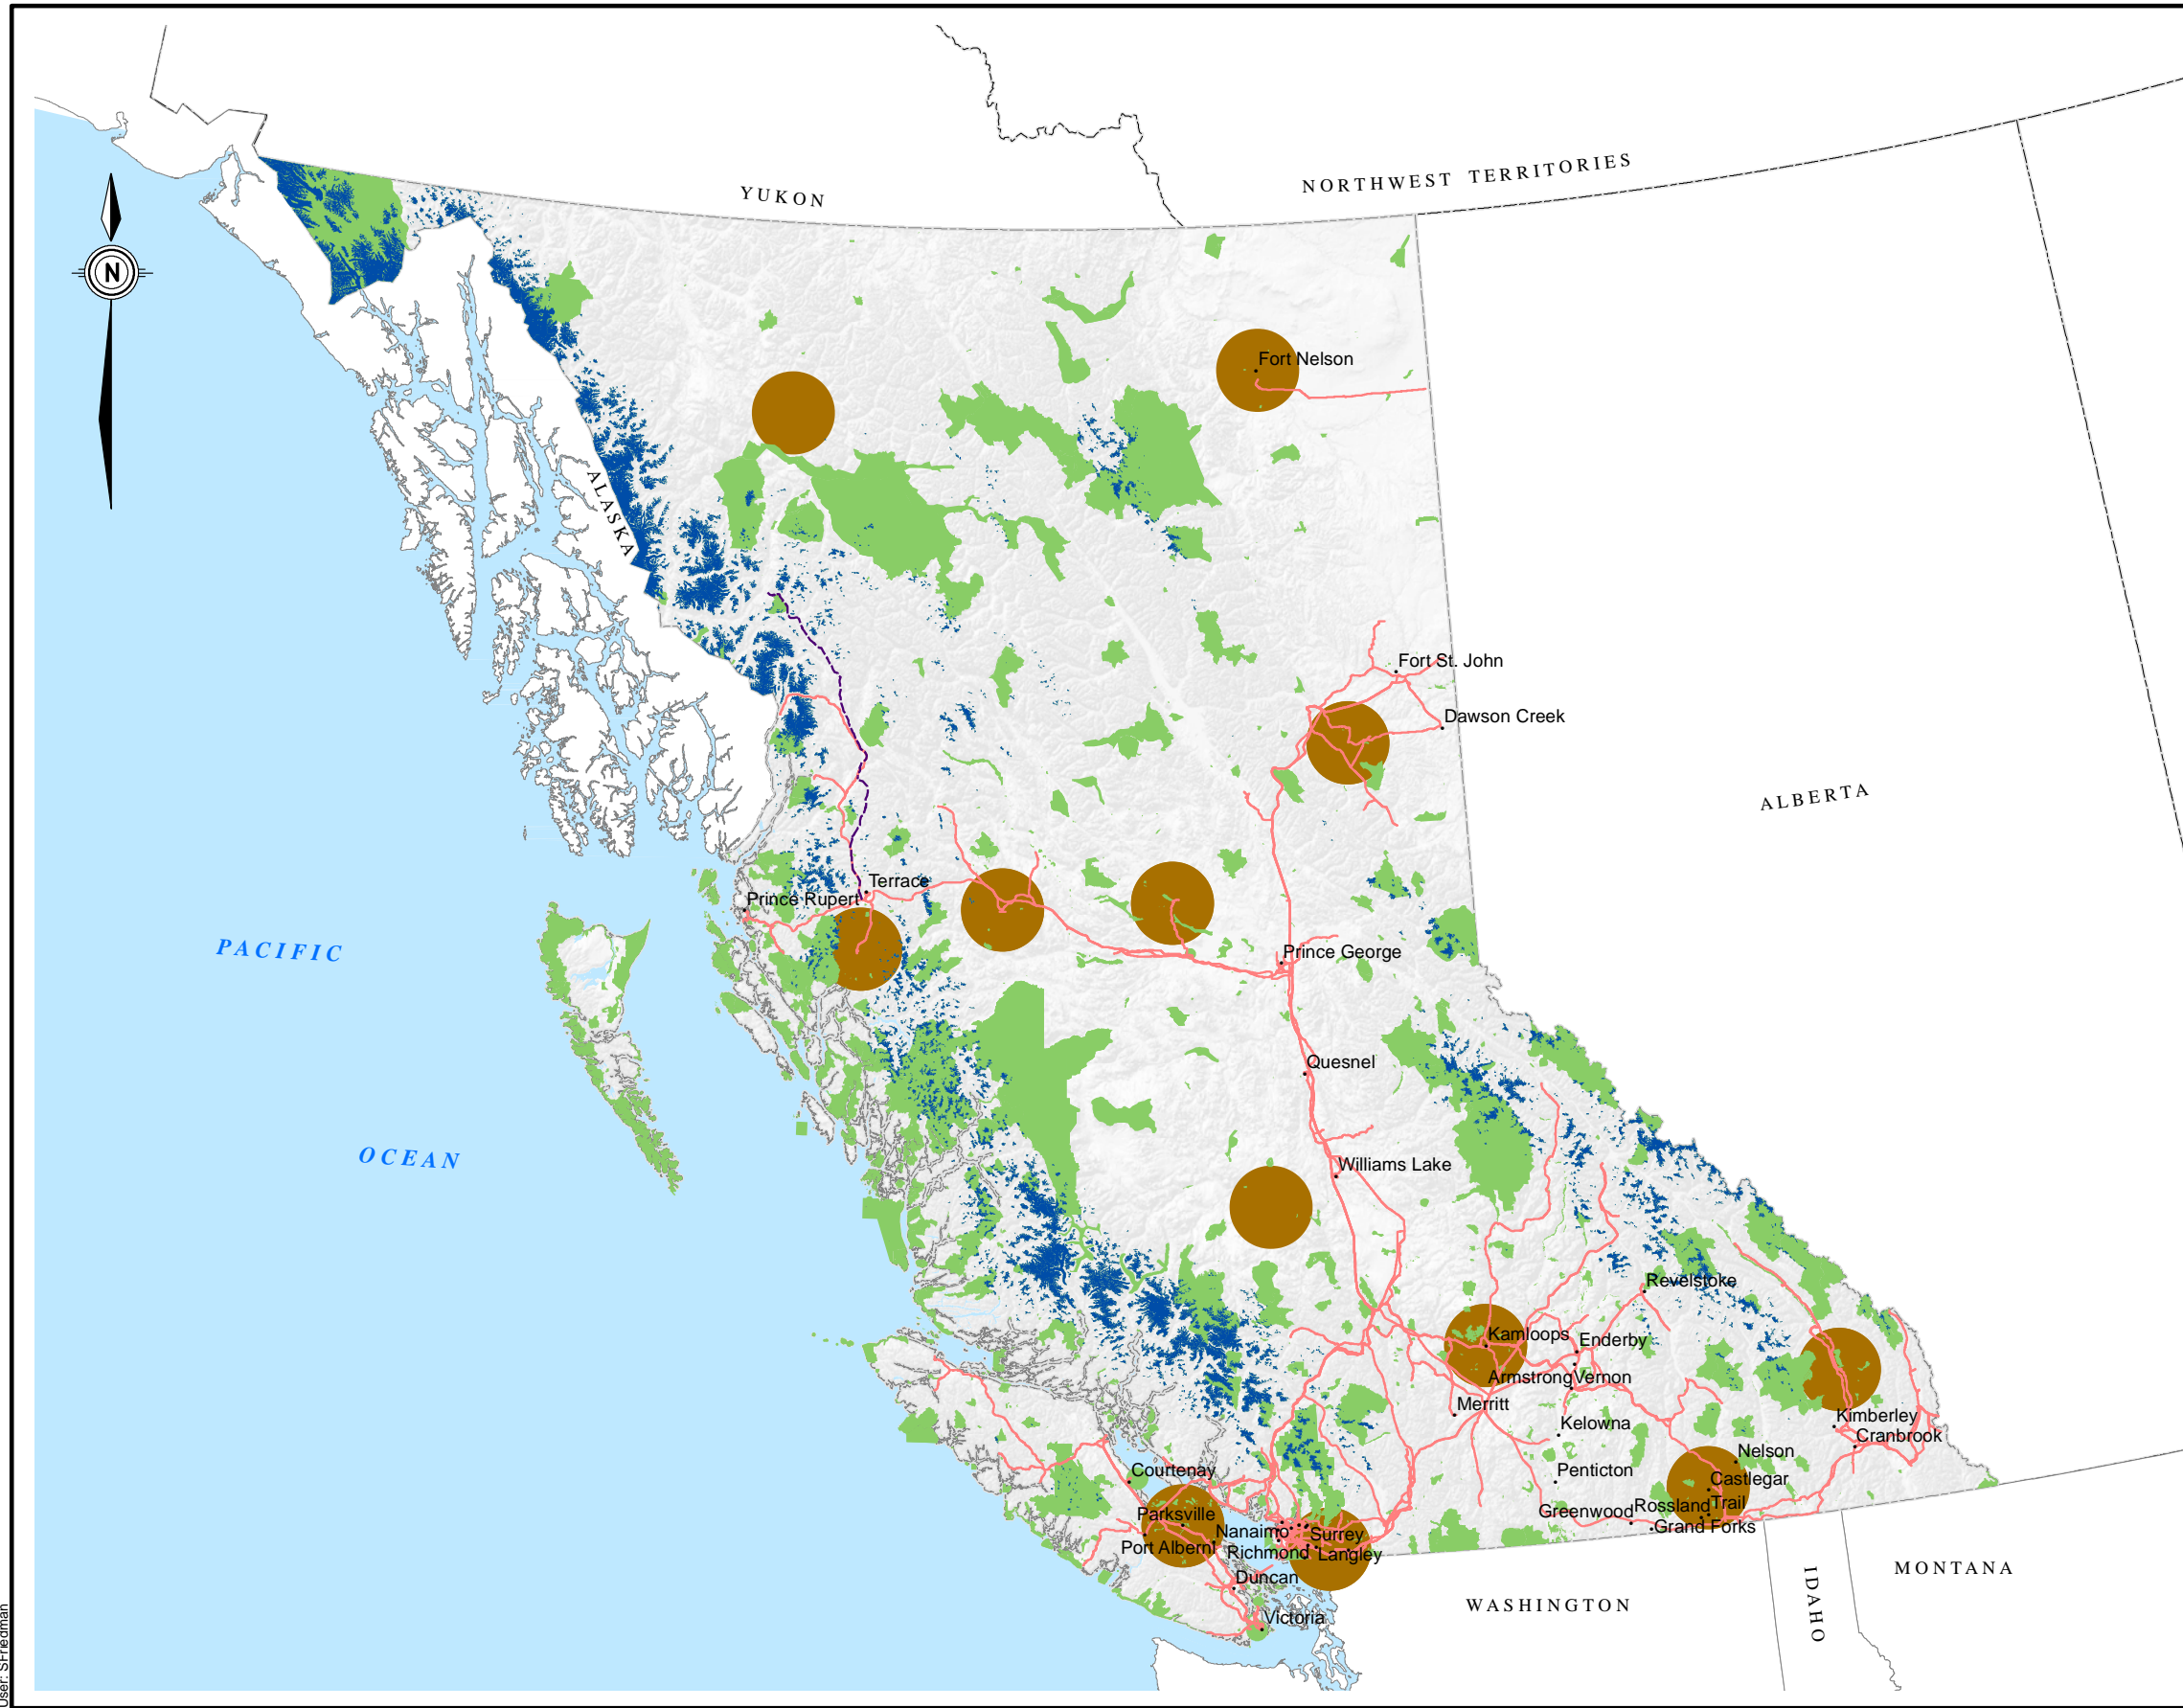 YUKON
NORTHWEST TERRITORIES
N
Fort Nelson
ALASKA
Fort St. John
Dawson Creek
ALBERTA
Terrace
Prince Rupert
PACIFIC
Prince George
Quesnel
OCEAN
Williams Lake
Revelstoke
Kamloops
Enderby
Armstrong
Vernon
Merritt
Kimberley
Kelowna
Cranbrook
Nelson
Courtenay
Penticton
Castlegar
Parksville
Greenwood
Rossland
Trail
Nanaimo
Surrey
Grand Forks
Port Alberni
Richmond
Langley
Duncan
MONTANA
WASHINGTON
IDAHO
Victoria
User: SFriedman